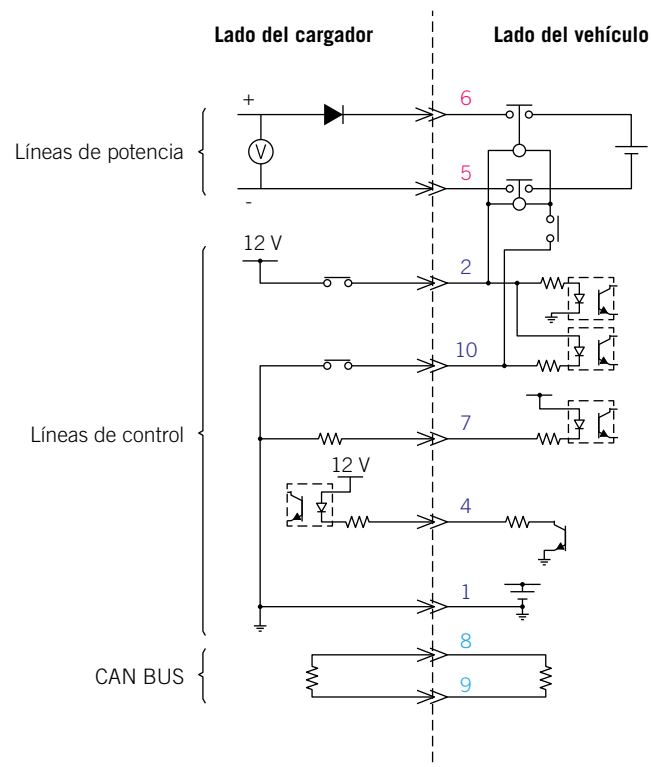 Lado del cargador
Lado del vehículo
+
6
Líneas de potencia
V
5
-
12 V
2
10
Líneas de control
7
12 V
4
1
8
CAN BUS
9